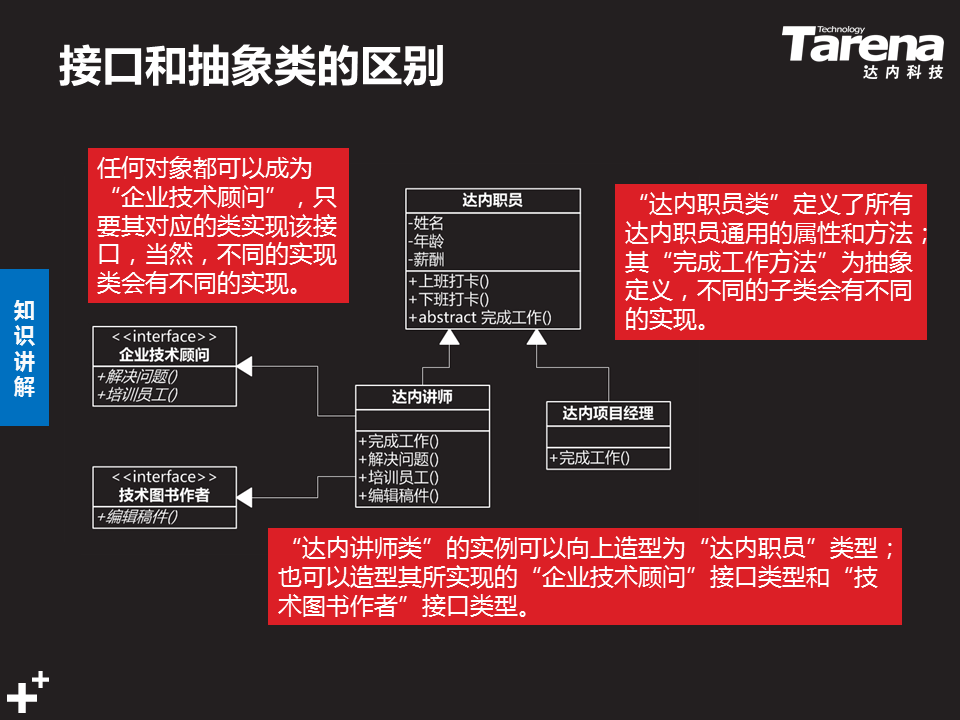 接口和抽象类的区别
Technology
Tarena
达内科技
任何对象都可以成为
“企业技术顾问”，只
要其对应的类实现该接
口，当然，不同的实现
类会有不同的实现。
达内职员
-姓名
-年龄
-薪酬
+上班打卡()
+下班打卡()
+abstract 完成工作()
“达内职员类”定义了所有
达内职员通用的属性和方法；
其“完成工作方法”为抽象
定义，不同的子类会有不同
的实现。
知
识
讲
解
<<interface>>
企业技术顾问
+解决问题()
+培训员工()
达内讲师
+完成工作()
+解决问题()
+培训员工()
+编辑稿件()
达内项目经理
+完成工作()
<<interface>>
技术图书作者
+编辑稿件()
“达内讲师类”的实例可以向上造型为“达内职员”类型；
也可以造型其所实现的“企业技术顾问”接口类型和“技
术图书作者”接口类型。